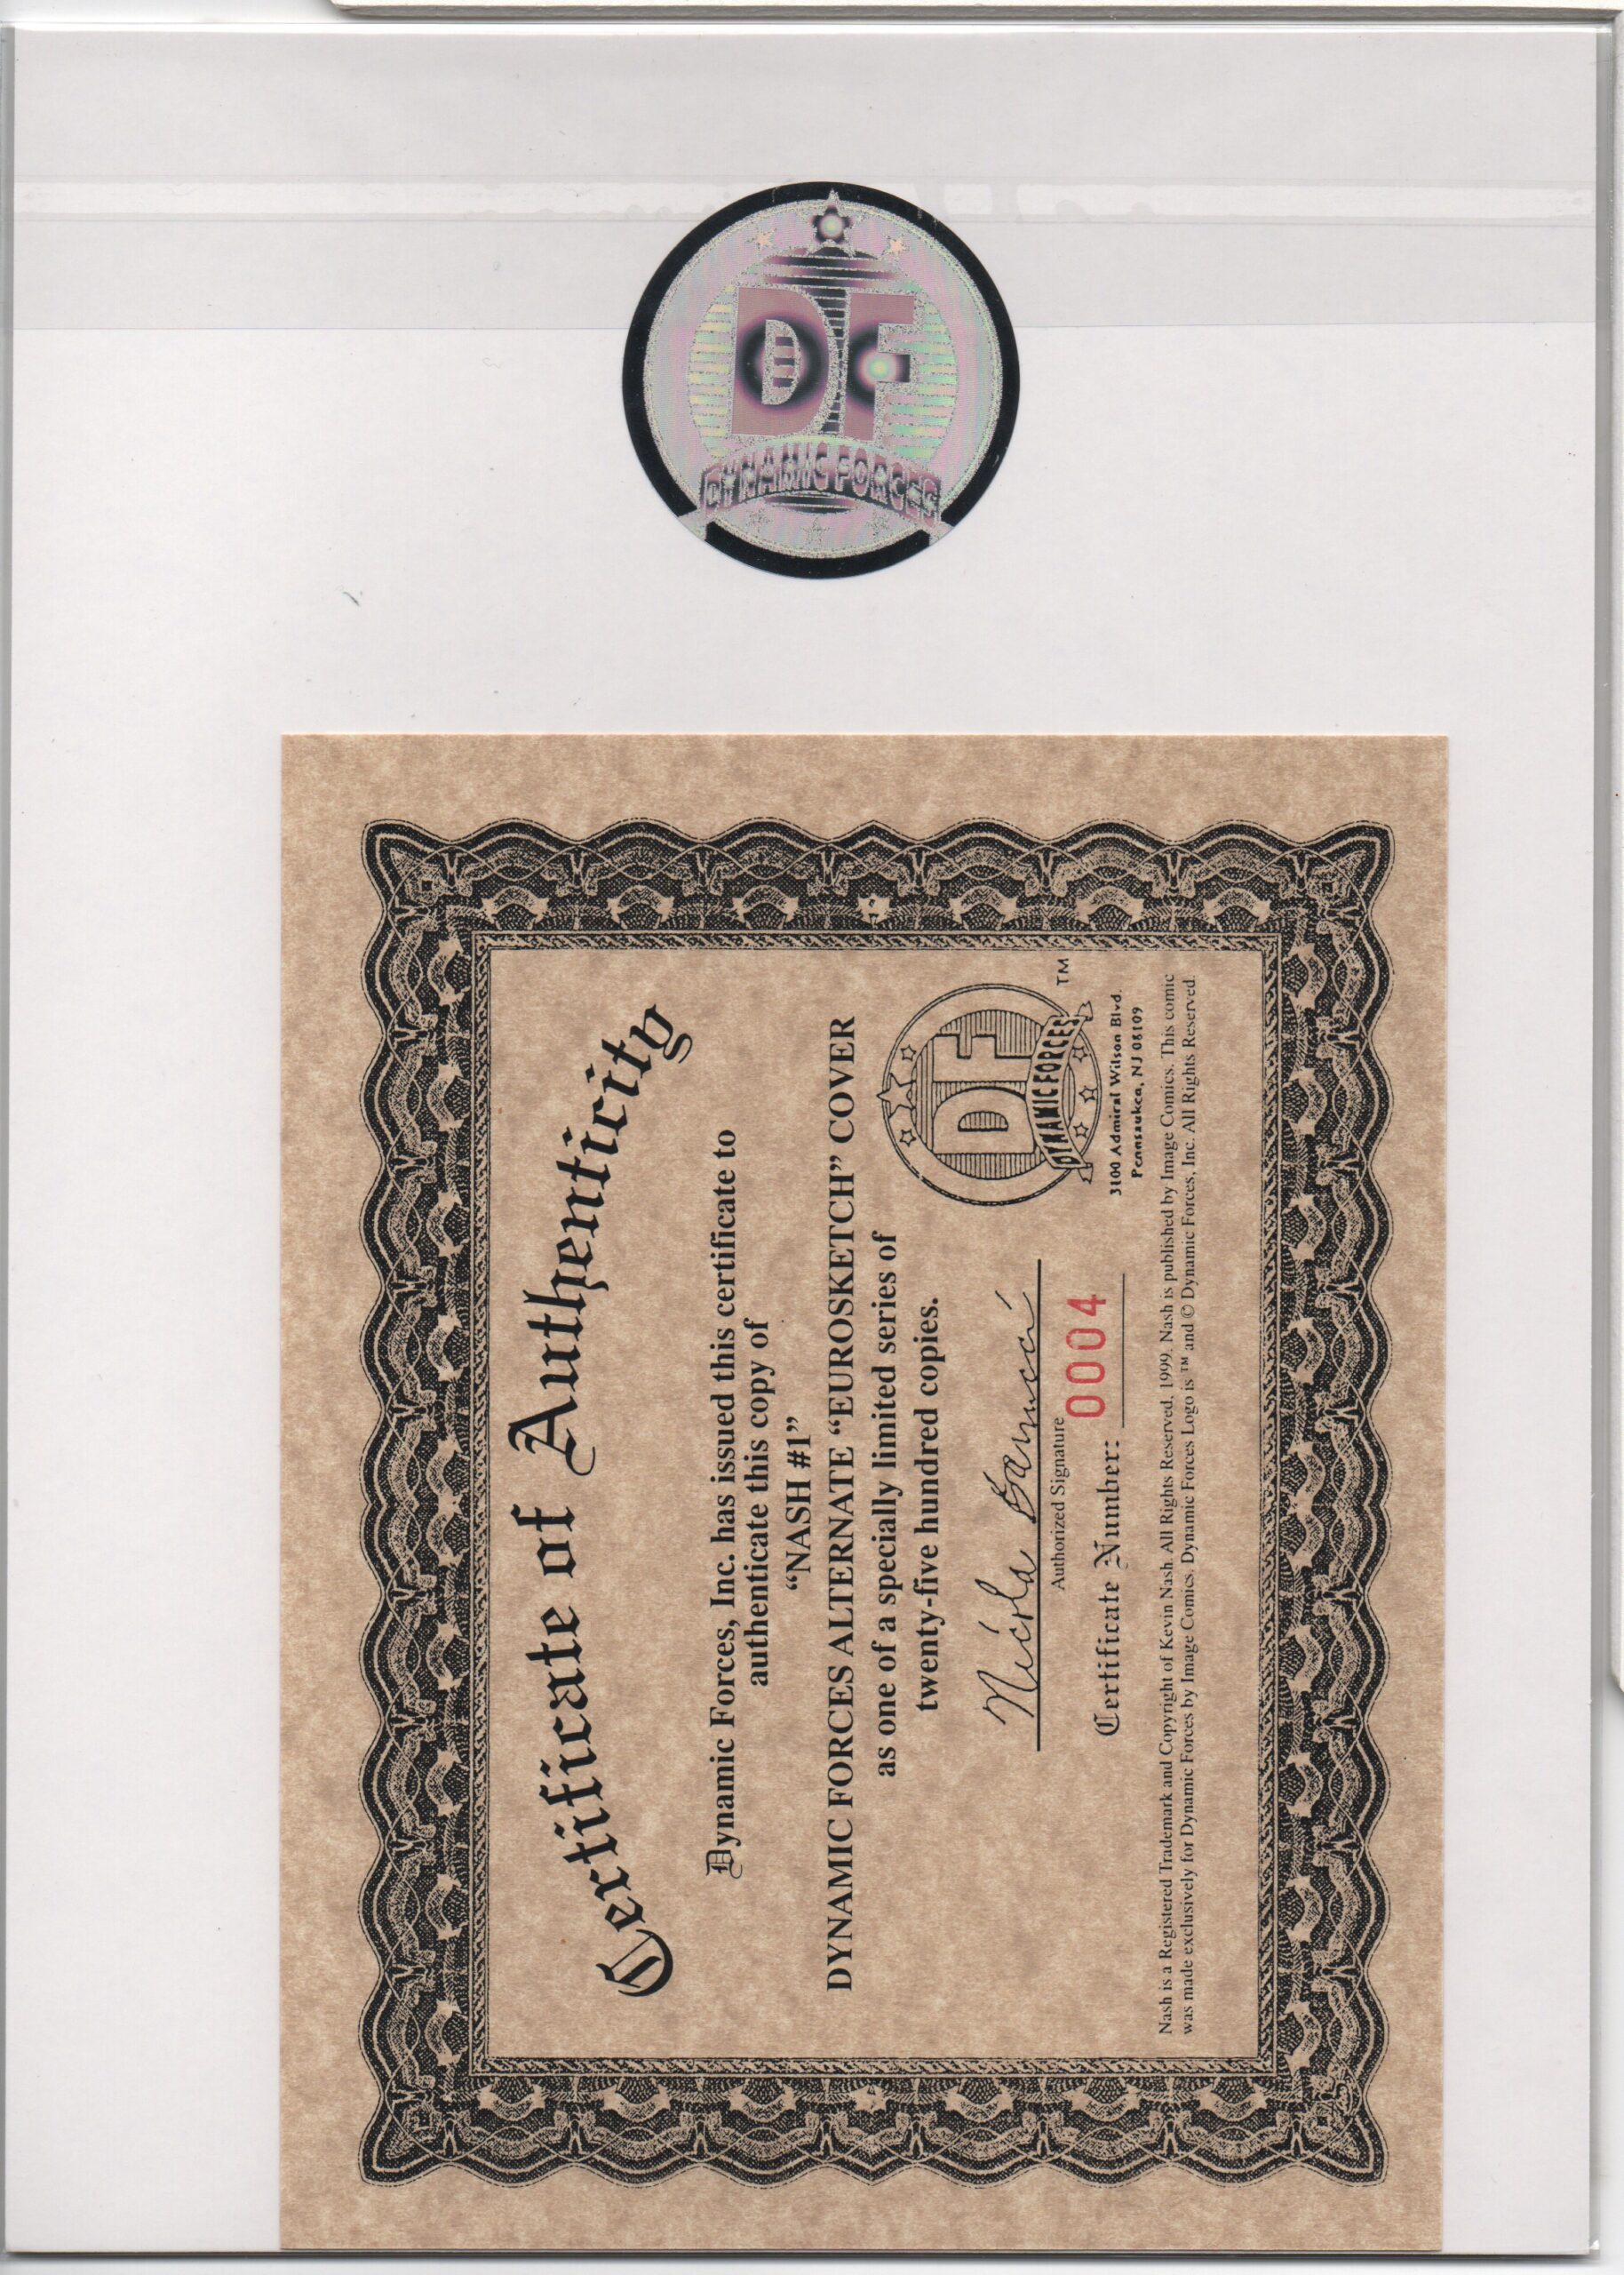 DF
DYNAMIC FORCES
Certificate of Authenticity
Dynamic Forces, Inc. has issued this certificate to
authenticate this copy of
“NASH #1”
DYNAMIC FORCES ALTERNATE “EUROSKETCH” COVER
as one of a specially limited series of
twenty-five hundred copies.
Nicola Barrucci
Authorized Signature
Certificate Number: 0004
DF
DYNAMIC FORCES
TM
3100 Admiral Wilson Blvd.
Pennsauken, NJ 08109
Nash is a Registered Trademark and Copyright of Kevin Nash. All Rights Reserved. 1999. Nash is published by Image Comics. This comic
was made exclusively for Dynamic Forces by Image Comics. Dynamic Forces Logo is ™ and © Dynamic Forces, Inc. All Rights Reserved.